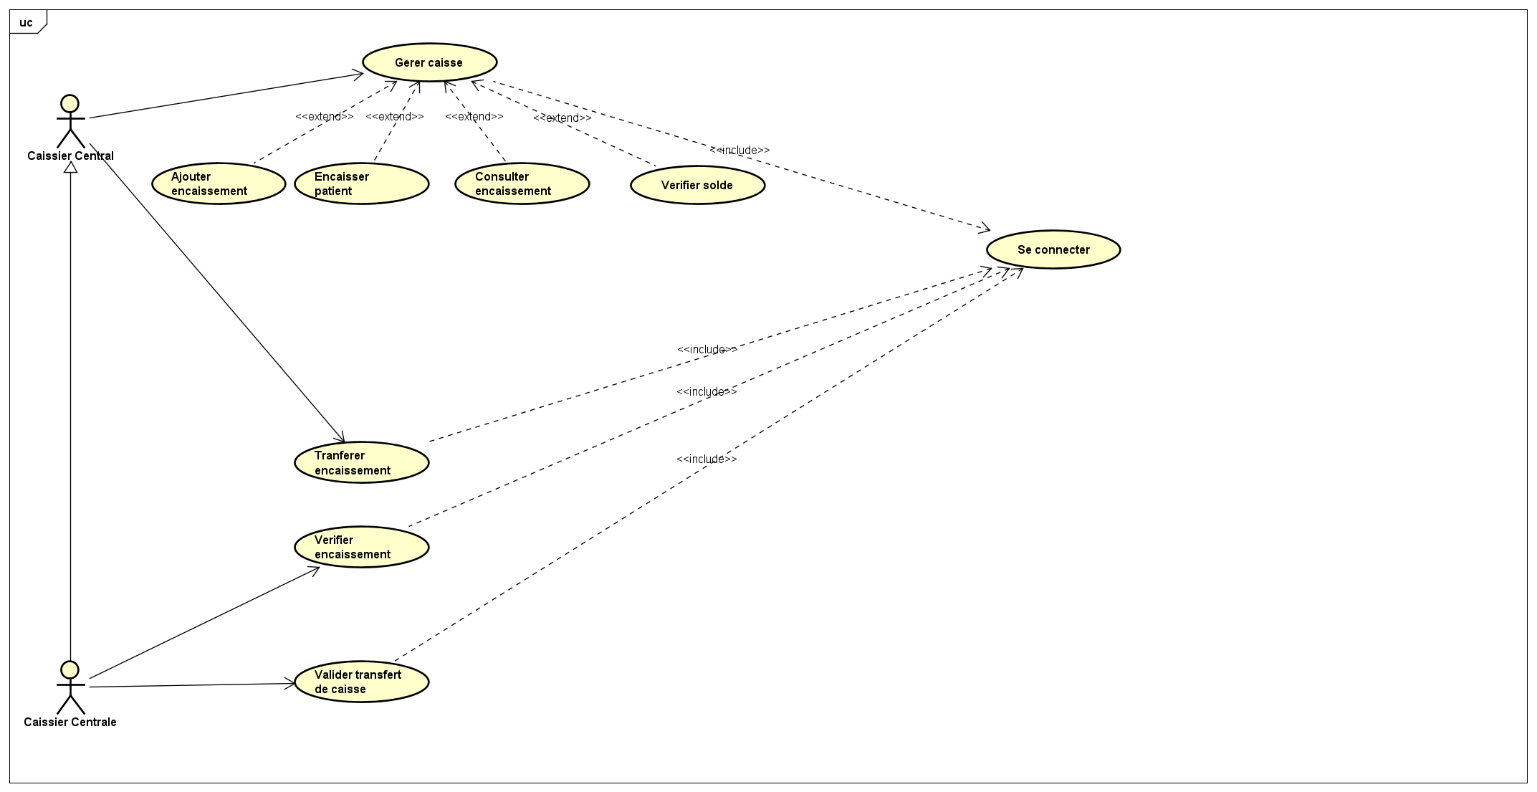 uc
Gerer caisse
<<extend>>
<<extend>>
<<extend>>
<<extend>>
<<include>>
Caissier Central
Ajouter
encaissement
Encaisser
patient
Consulter
encaissement
Verifier solde
Se connecter
<<include>>
<<include>>
<<include>>
Tranferer
encaissement
Verifier
encaissement
Valider transfert
de caisse
Caissier Centrale